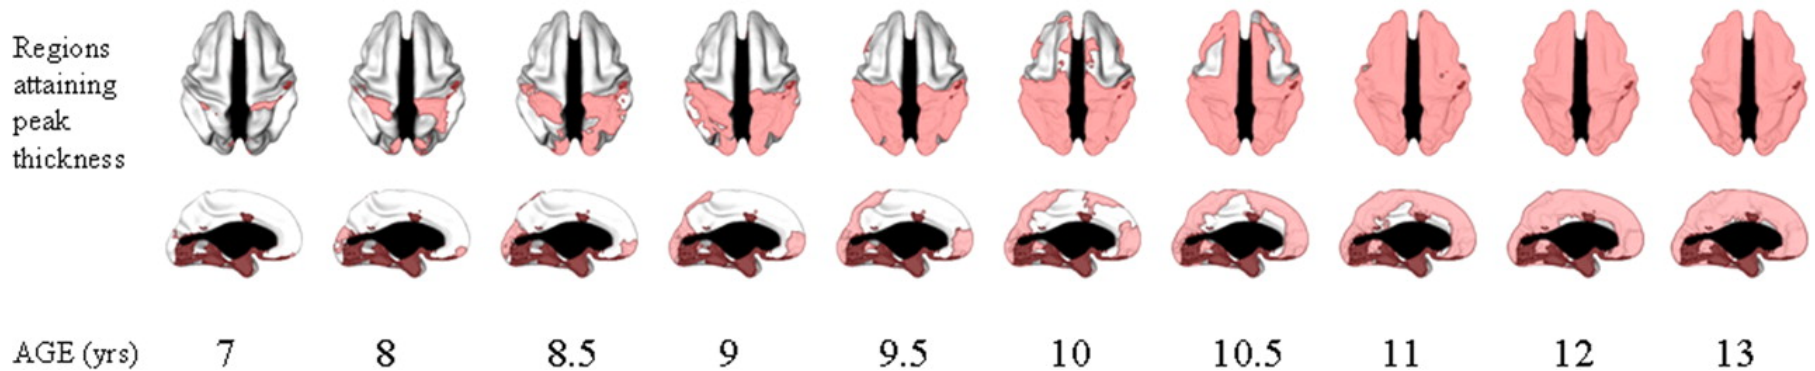 Regions
attaining
peak
thickness
AGE (yrs) 7 8 8.5 9 9.5 10 10.5 11 12 13